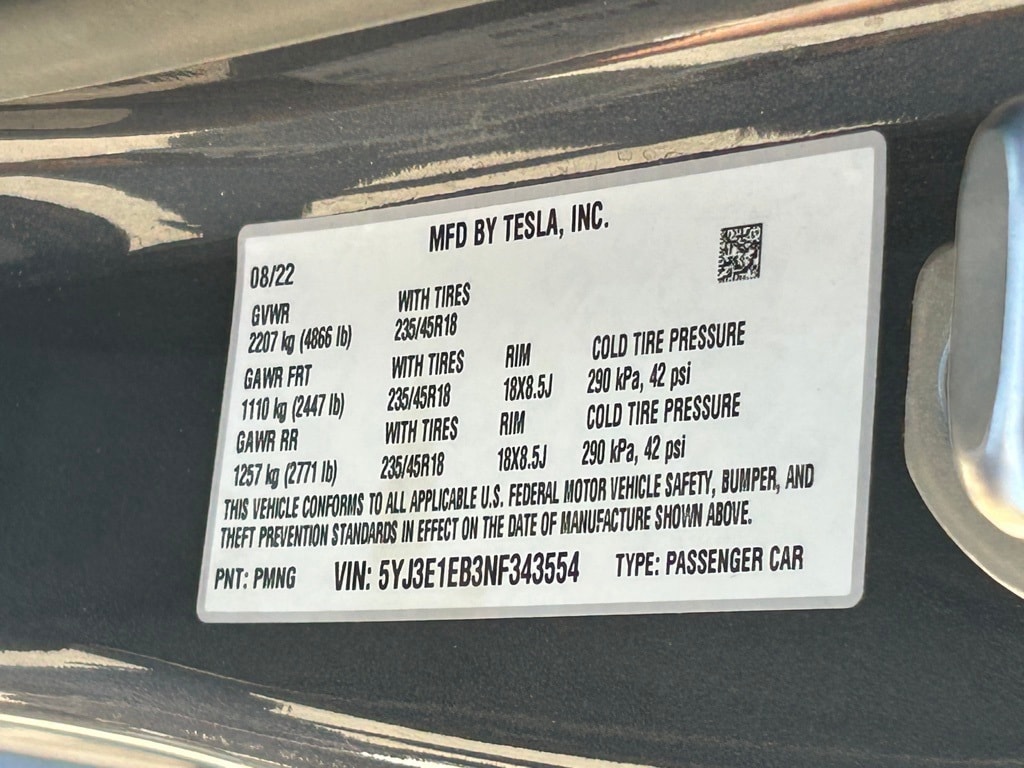 MFD BY TESLA, INC.
08/22
GVWR WITH TIRES
2207 kg (4866 lb) 235/45R18
GAWR FRT WITH TIRES RIM COLD TIRE PRESSURE
1110 kg (2447 lb) 235/45R18 18X8.5J 290 kPa, 42 psi
GAWR RR WITH TIRES RIM COLD TIRE PRESSURE
1257 kg (2771 lb) 235/45R18 18X8.5J 290 kPa, 42 psi
THIS VEHICLE CONFORMS TO ALL APPLICABLE U.S. FEDERAL MOTOR VEHICLE SAFETY, BUMPER, AND
THEFT PREVENTION STANDARDS IN EFFECT ON THE DATE OF MANUFACTURE SHOWN ABOVE.
PNT: PMNG VIN: 5YJ3E1EB3NF343554 TYPE: PASSENGER CAR